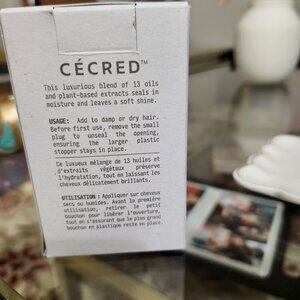 CÉCRED™
This luxurious blend of 13 oils
and plant-based extracts seals in
moisture and leaves a soft shine.
USAGE: Add to damp or dry hair.
Before first use, remove the small
plug to unseal the opening,
ensuring the larger plastic
stopper stays in place.
Ce luxueux mélange de 13 huiles et
d'extraits végétaux préserve
l'hydratation, tout en laissant les
cheveux délicatement brillants.
UTILISATION : Appliquer sur cheveux
secs ou humides. Avant la première
utilisation, retirer le petit
bouchon pour libérer l'ouverture,
tout en s'assurant que le plus grand
bouchon en plastique reste en place.